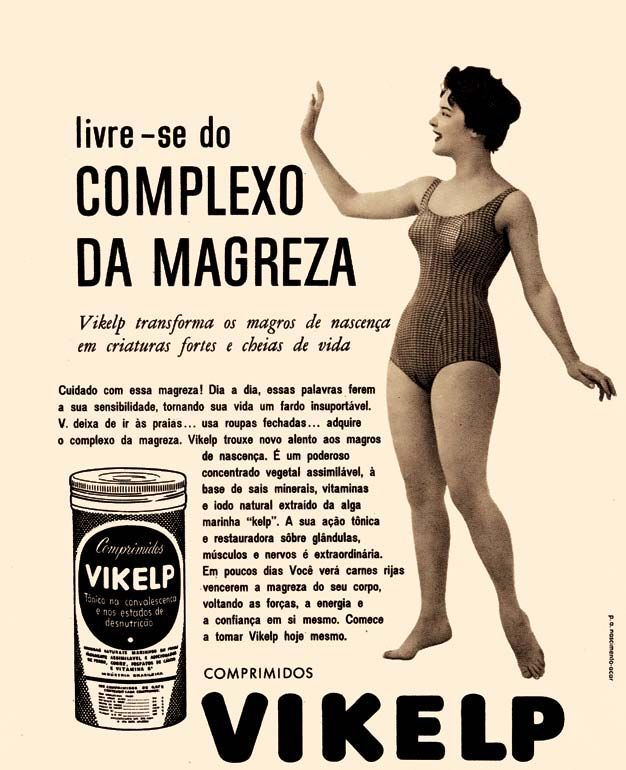 livre-se do
COMPLEXO
DA MAGREZA
Vikelp transforma os magros de nascença
em criaturas fortes e cheias de vida
Cuidado com essa magreza! Dia a dia, essas palavras ferem
a sua sensibilidade, tornando sua vida um fardo insuportável.
V. deixa de ir às praias... usa roupas fechadas... adquire
o complexo da magreza. Vikelp trouxe novo alento aos magros
de nascença. É um poderoso
concentrado vegetal assimilável, à
base de sais minerais, vitaminas
e iodo natural extraído da alga
marinha "kelp". A sua ação tônica
e restauradora sôbre glândulas,
músculos e nervos é extraordinária.
Em poucos dias Você verá carnes rijas
vencerem a magreza do seu corpo,
voltando as forças, a energia e
a confiança em si mesmo. Comece
a tomar Vikelp hoje mesmo.
Comprimidos
VIKELP
Tônico na convalescença
e nos estados de
desnutrição
E VITAMINA B¹
INDÚSTRIA BRASILEIRA
COMPRIMIDOS
VIKELP
p. a. nascimento-acar